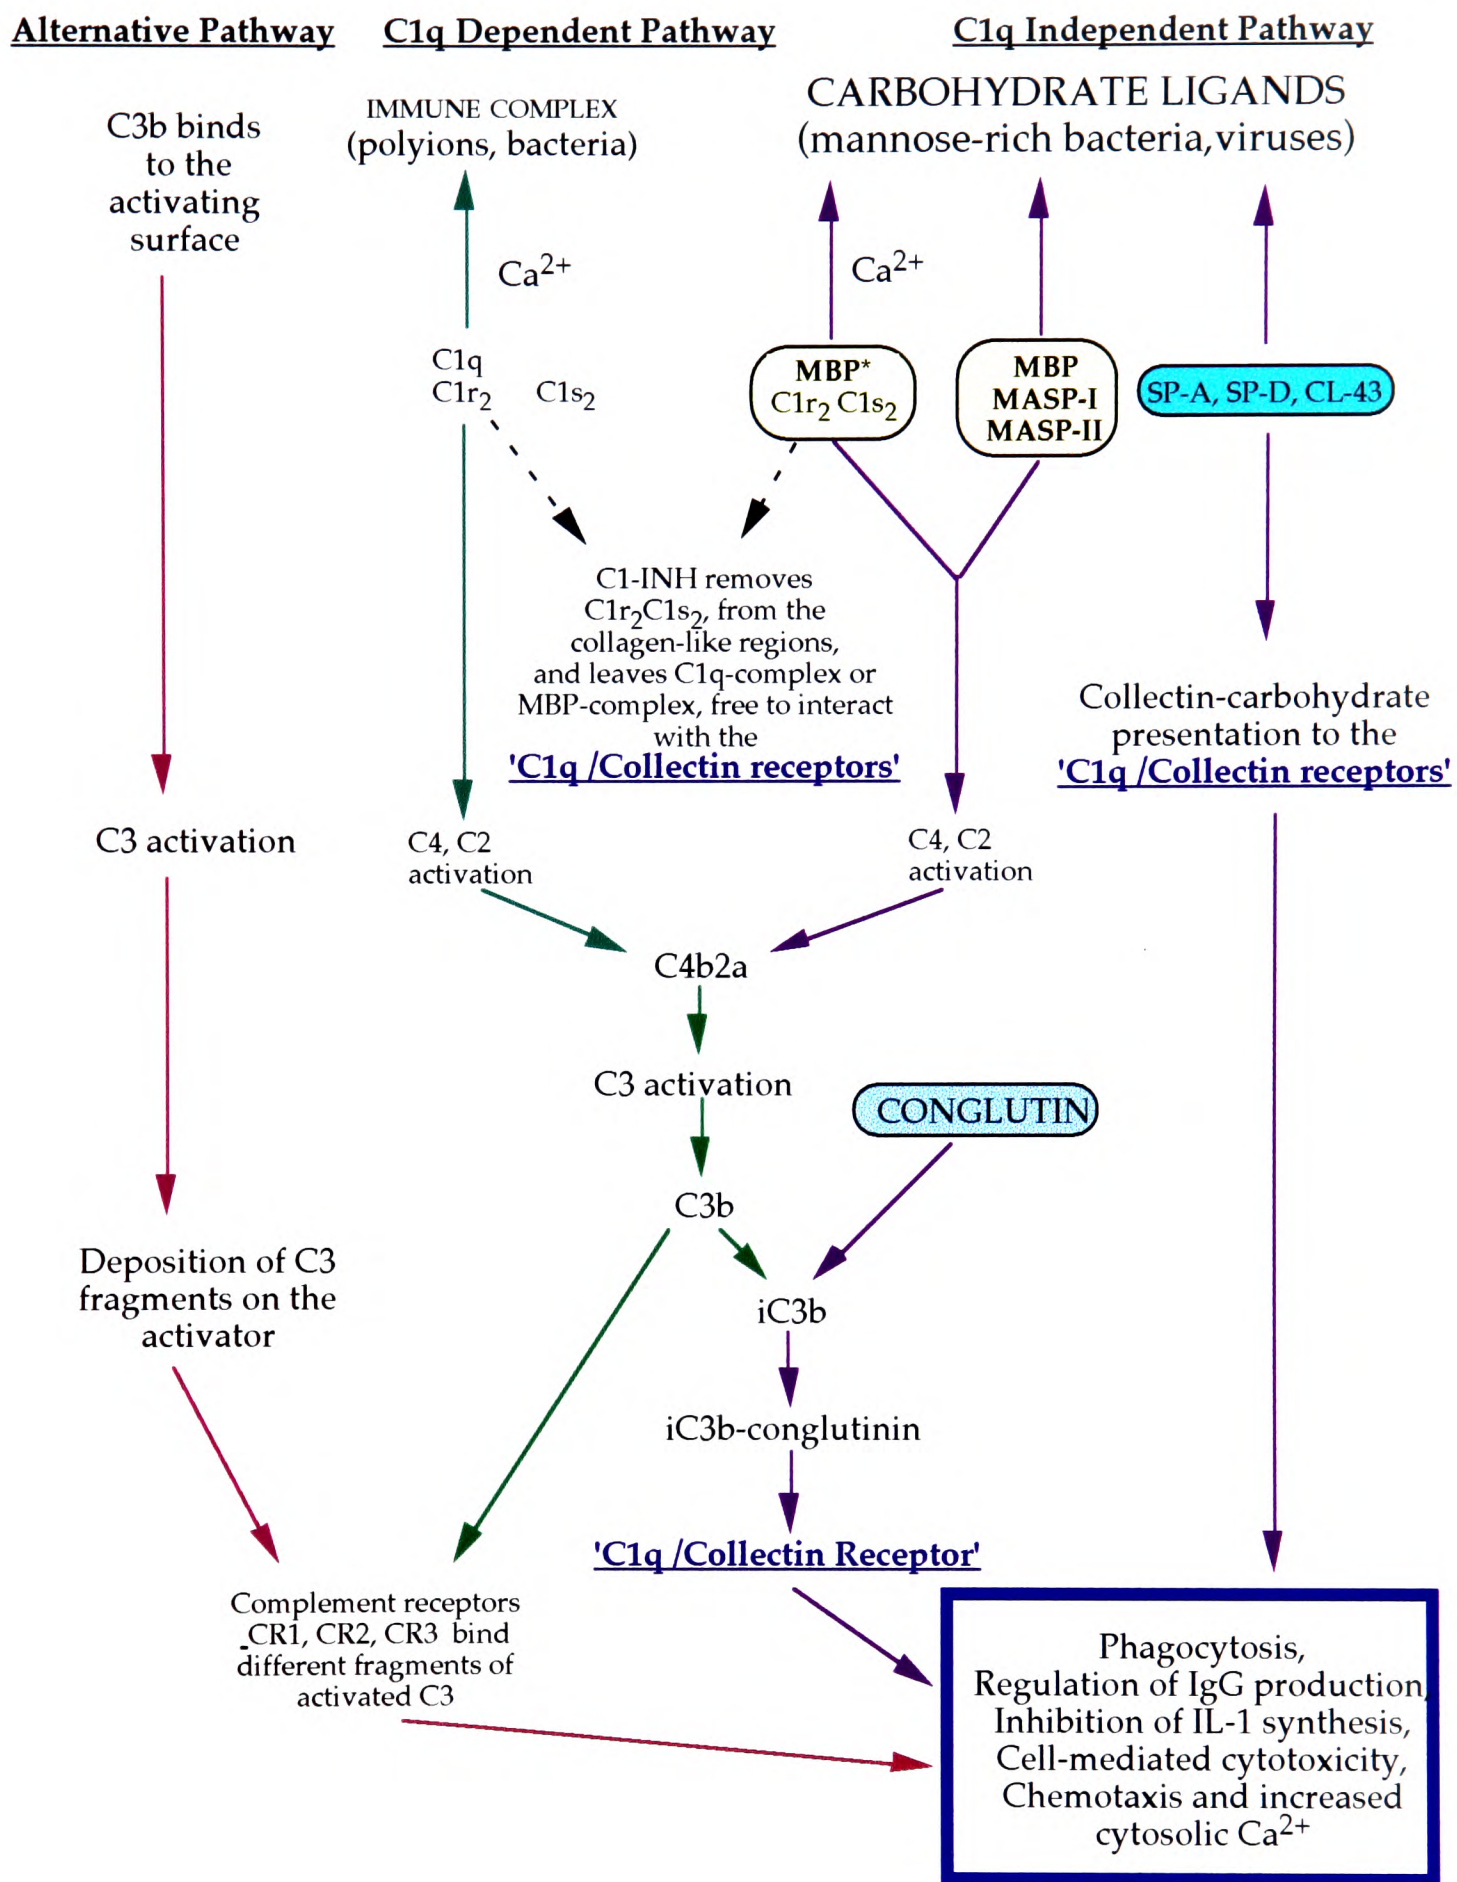 Alternative Pathway
C1q Dependent Pathway
C1q Independent Pathway
C3b binds
to the
activating
surface
IMMUNE COMPLEX
(polyions, bacteria)
CARBOHYDRATE LIGANDS
(mannose-rich bacteria,viruses)
Ca2+
Ca2+
C1q
C1r2 C1s2
MBP*
C1r2 C1s2
MBP
MASP-I
MASP-II
SP-A, SP-D, CL-43
C1-INH removes
C1r2C1s2, from the
collagen-like regions,
and leaves C1q-complex or
MBP-complex, free to interact
with the
'C1q /Collectin receptors'
Collectin-carbohydrate
presentation to the
'C1q /Collectin receptors'
C3 activation
C4, C2
activation
C4, C2
activation
C4b2a
C3 activation
CONGLUTIN
C3b
Deposition of C3
fragments on the
activator
iC3b
iC3b-conglutinin
'C1q /Collectin Receptor'
Complement receptors
CR1, CR2, CR3 bind
different fragments of
activated C3
Phagocytosis,
Regulation of IgG production,
Inhibition of IL-1 synthesis,
Cell-mediated cytotoxicity,
Chemotaxis and increased
cytosolic Ca2+